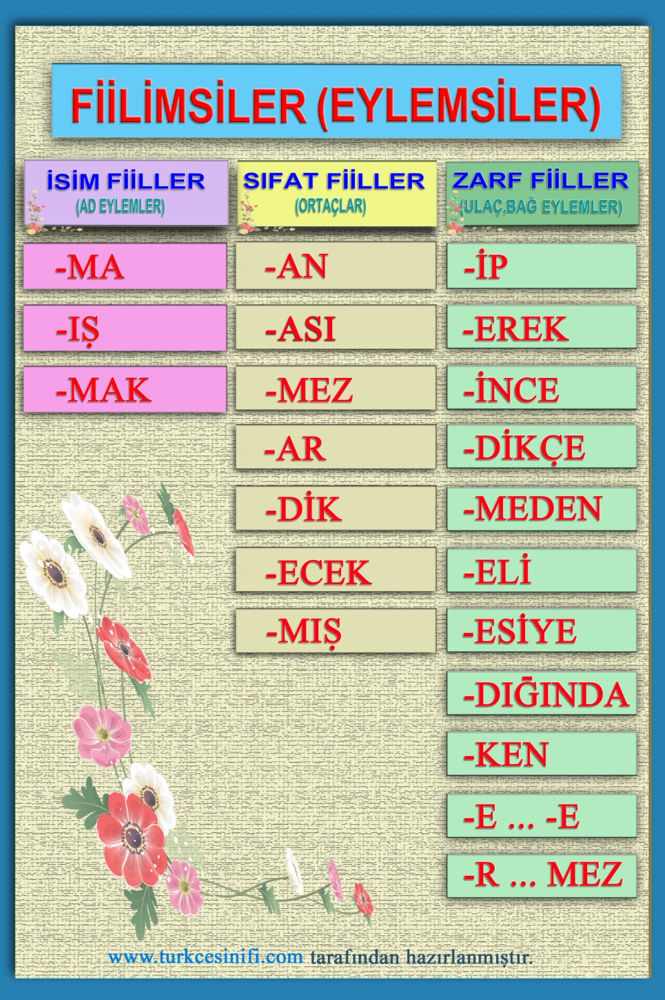 FİİLİMSİLER (EYLEMSİLER)
İSİM FİİLLER
(AD EYLEMLER)
-MA
-IŞ
-MAK
SIFAT FİİLLER
(ORTAÇLAR)
-AN
-ASI
-MEZ
-AR
-DİK
-ECEK
-MIŞ
ZARF FİİLLER
(ULAÇ,BAĞ EYLEMLER)
-İP
-EREK
-İNCE
-DİKÇE
-MEDEN
-ELİ
-ESİYE
-DIĞINDA
-KEN
-E ... -E
-R ... MEZ
www.turkcesinifi.com tarafından hazırlanmıştır.